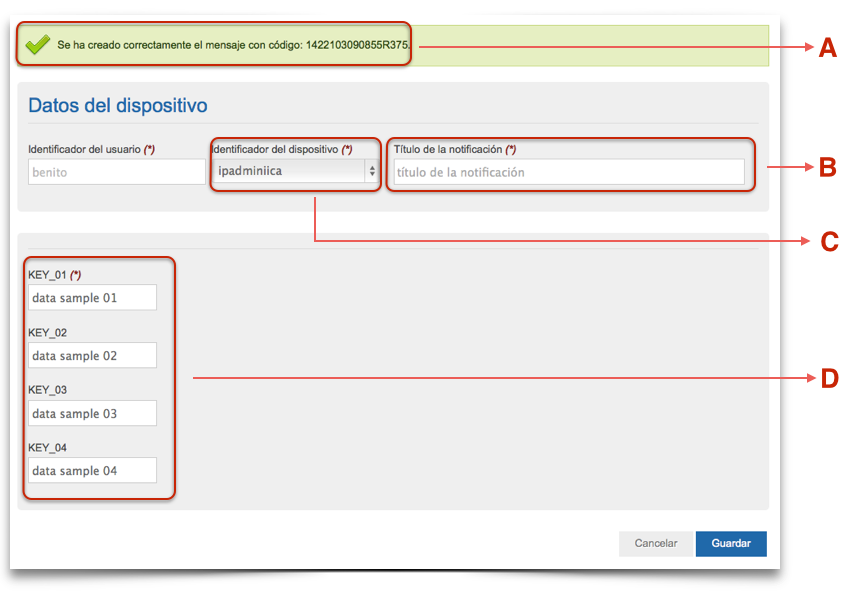 Se ha creado correctamente el mensaje con código: 1422103090855R375.
A
Datos del dispositivo
Identificador del usuario (*)
Identificador del dispositivo (*)
Título de la notificación (*)
benito
ipadminiica
título de la notificación
B
C
KEY_01 (*)
data sample 01
KEY_02
data sample 02
D
KEY_03
data sample 03
KEY_04
data sample 04
Cancelar
Guardar